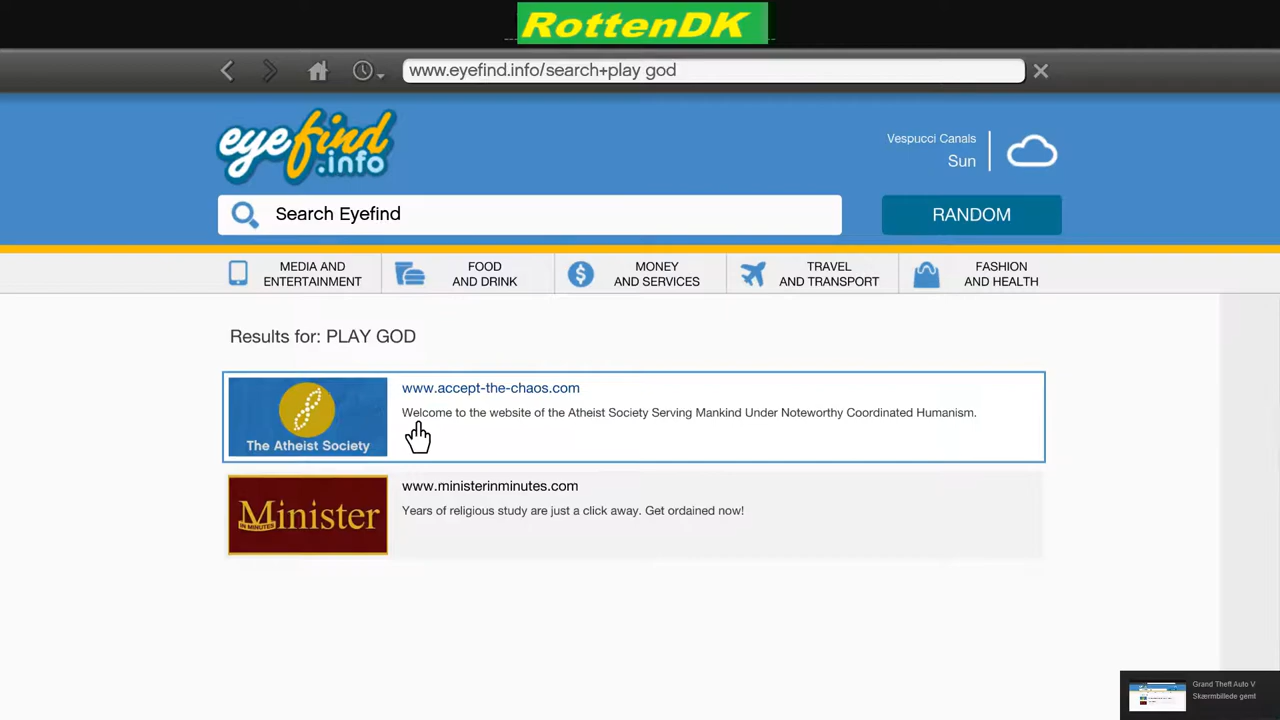 RottenDK
www.eyefind.info/search+play god
eyefind
.info
Vespucci Canals
Sun
Search Eyefind
RANDOM
MEDIA AND
ENTERTAINMENT
FOOD
AND DRINK
MONEY
AND SERVICES
TRAVEL
AND TRANSPORT
FASHION
AND HEALTH
Results for: PLAY GOD
The Atheist Society
www.accept-the-chaos.com
Welcome to the website of the Atheist Society Serving Mankind Under Noteworthy Coordinated Humanism.
MINISTER
IN MINUTES
www.ministerinminutes.com
Years of religious study are just a click away. Get ordained now!
Grand Theft Auto V
Skærmbillede gemt